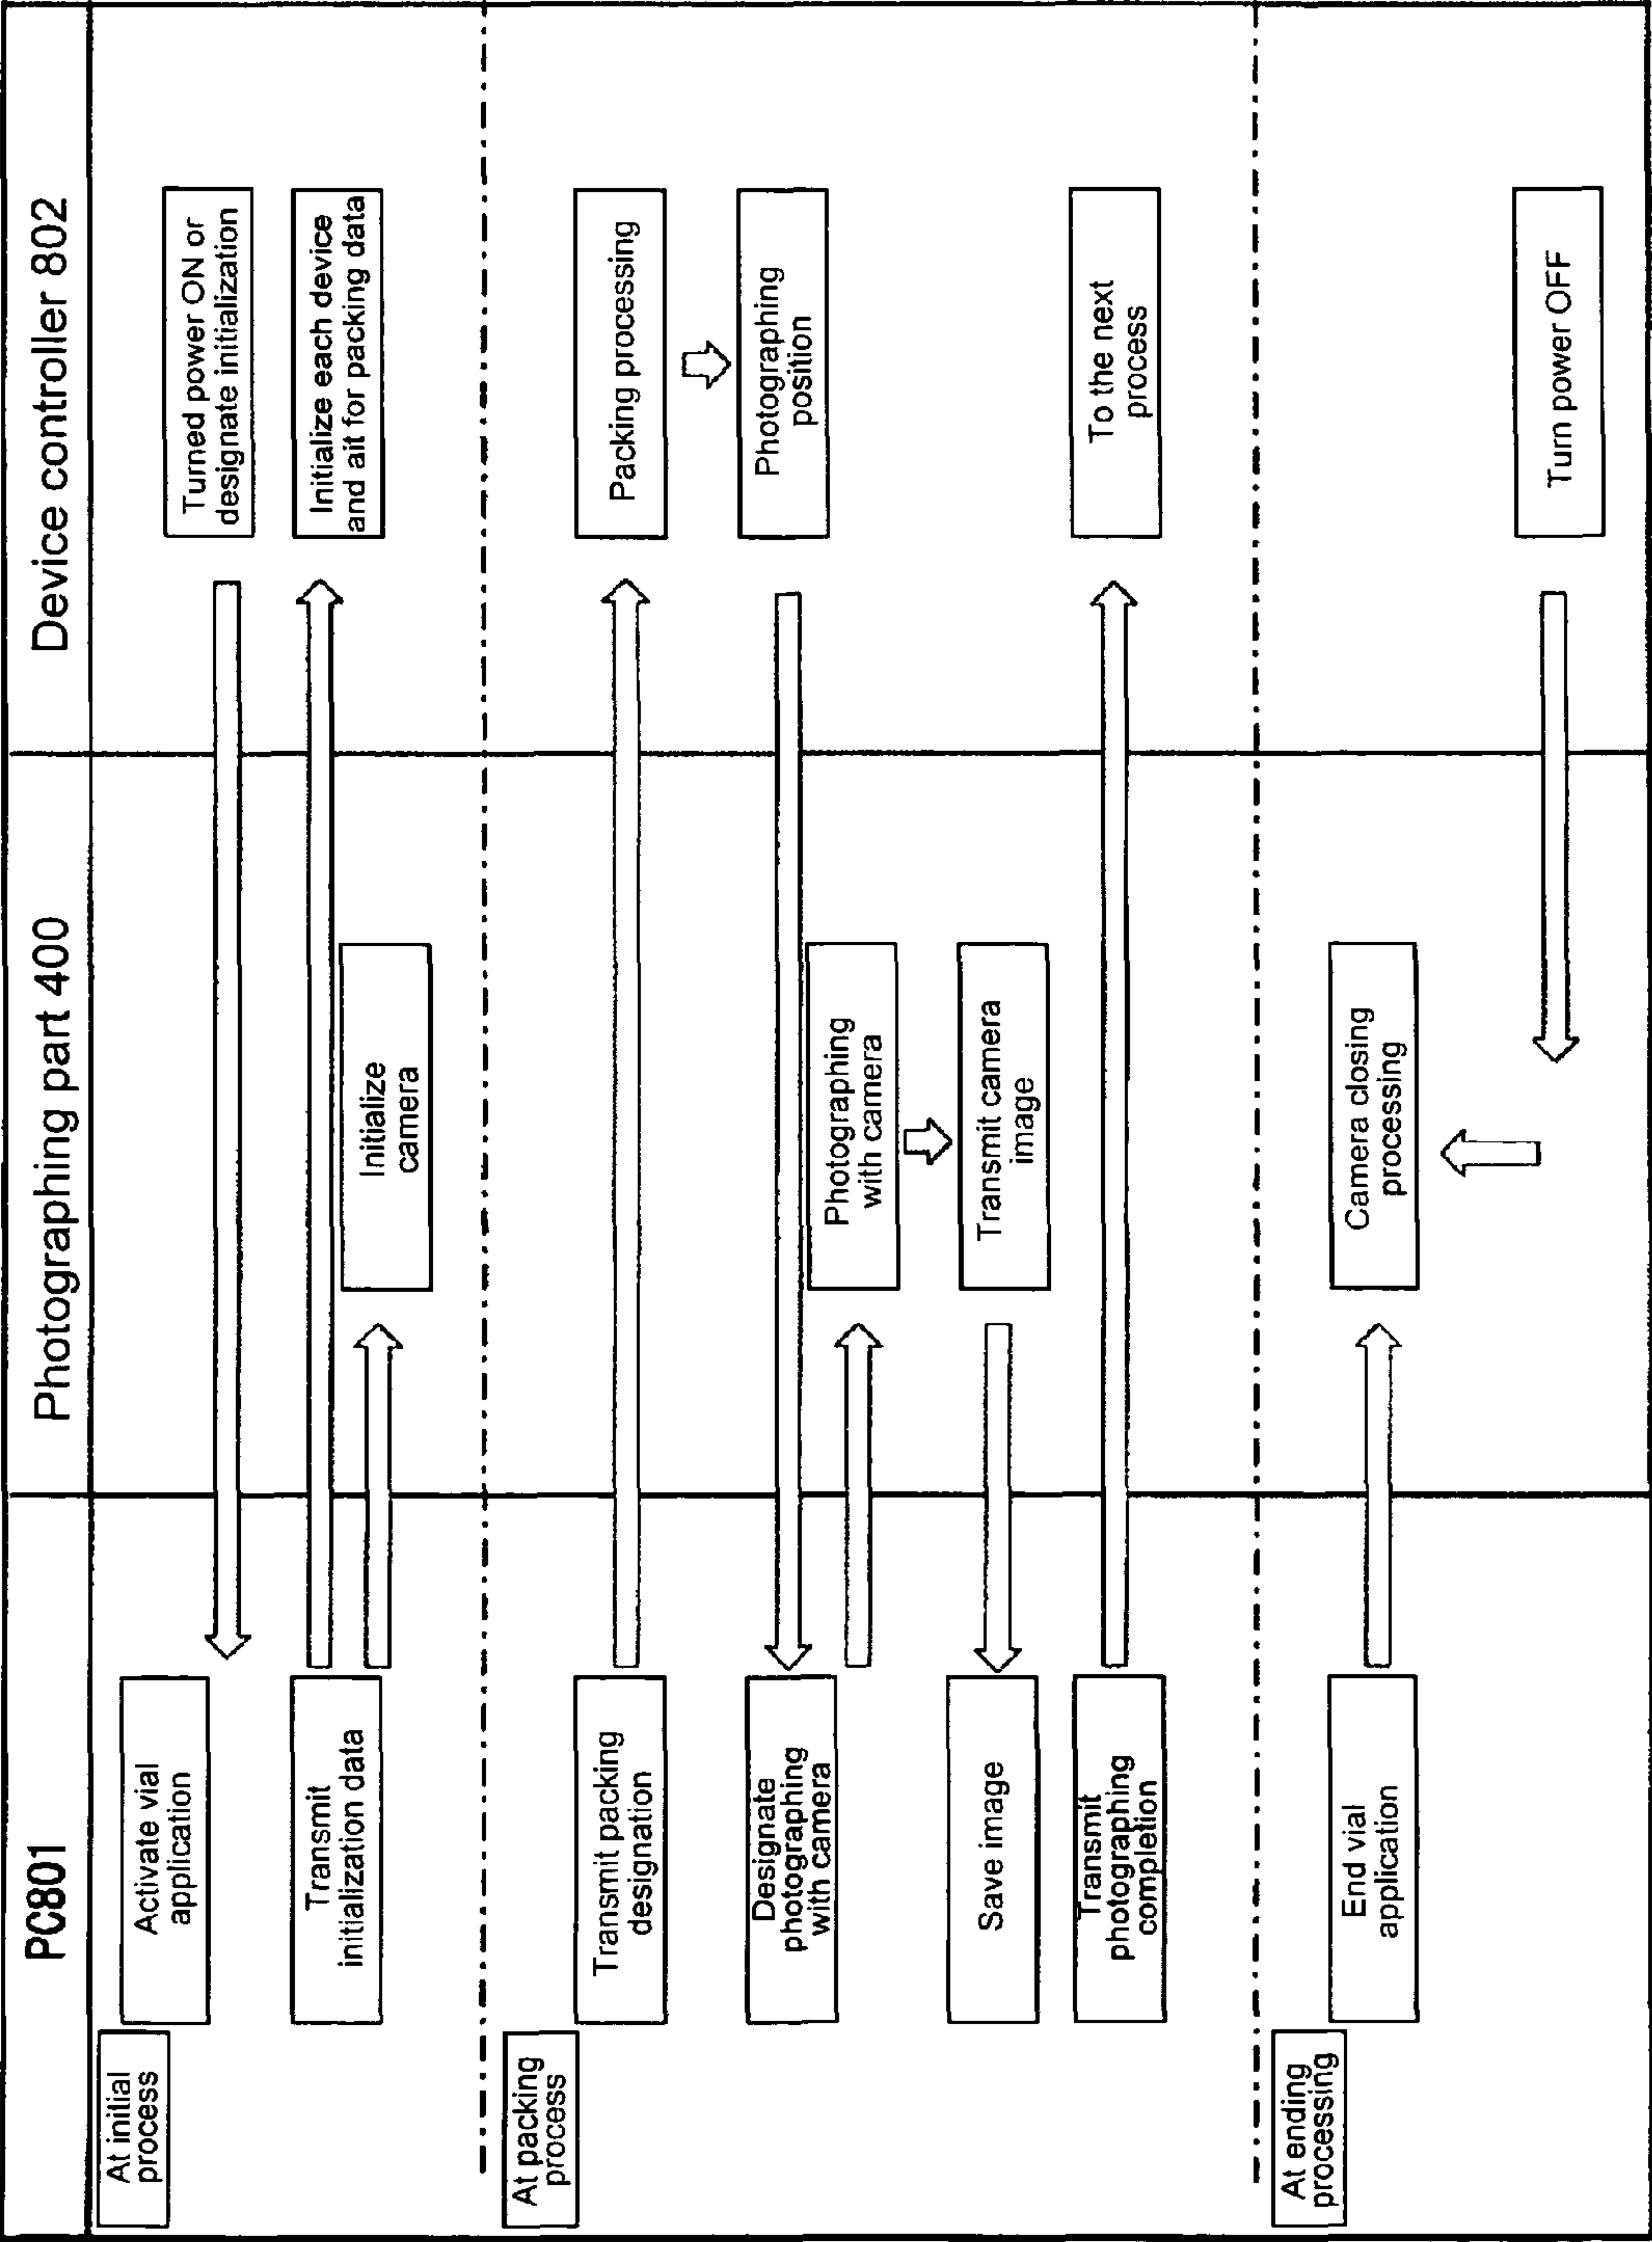 PC801
Photographing part 400
Device controller 802
At initial
process
Activate vial
application
Turned power ON or
designate initialization
Transmit
initialization data
Initialize each device
and ait for packing data
Initialize
camera
At packing
process
Transmit packing
designation
Packing processing
Designate
photographing
with camera
Photographing
position
Photographing
with camera
Save image
Transmit camera
image
Transmit
photographing
completion
To the next
process
At ending
processing
End vial
application
Camera closing
processing
Turn power OFF